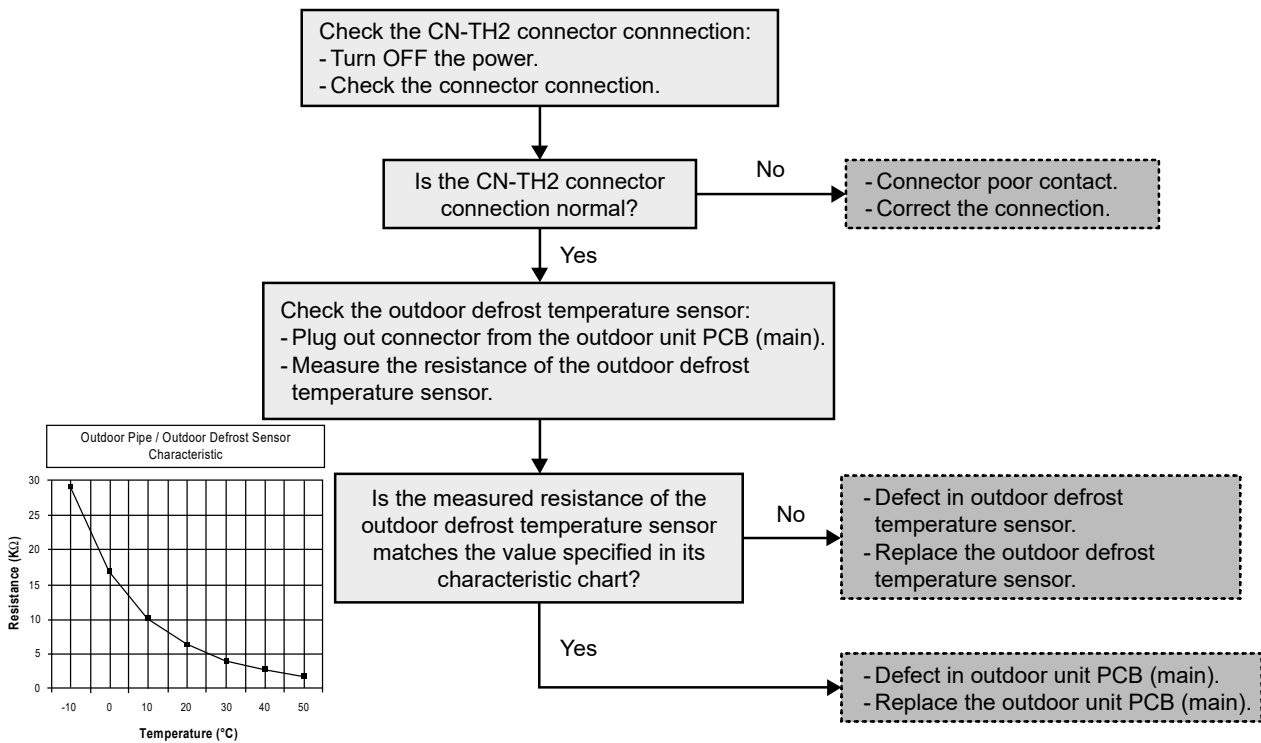 Check the CN-TH2 connector connnection:
- Turn OFF the power.
- Check the connector connection.
Is the CN-TH2 connector
connection normal?
No
- Connector poor contact.
- Correct the connection.
Yes
Check the outdoor defrost temperature sensor:
- Plug out connector from the outdoor unit PCB (main).
- Measure the resistance of the outdoor defrost
temperature sensor.
Outdoor Pipe / Outdoor Defrost Sensor
Characteristic
Resistance (KΩ)
30
25
20
15
10
5
0
-10 0 10 20 30 40 50
Temperature (°C)
Is the measured resistance of the
outdoor defrost temperature sensor
matches the value specified in its
characteristic chart?
No
- Defect in outdoor defrost
temperature sensor.
- Replace the outdoor defrost
temperature sensor.
Yes
- Defect in outdoor unit PCB (main).
- Replace the outdoor unit PCB (main).